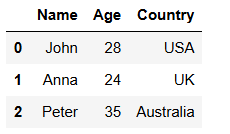 Name Age Country
0 John 28 USA
1 Anna 24 UK
2 Peter 35 Australia